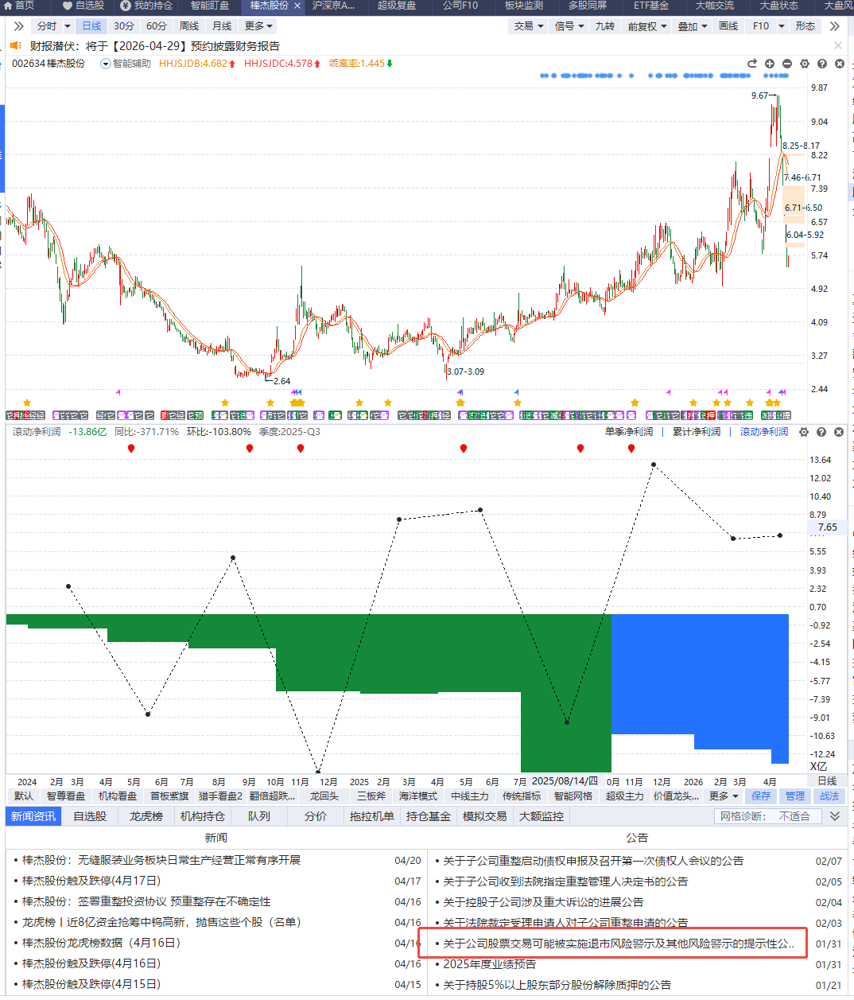 首页 自选股 我的持仓 智能盯盘 棒杰股份 × 沪深京A... 超级复盘 公司F10 板块监测 多股同屏 ETF基金 大咖交流 大盘状态 大盘风
分时 日线 30分 60分 周线 月线 更多 交易 信号 九转 前复权 叠加 画线 F10 形态
财报潜伏：将于【2026-04-29】预约披露财务报告
002634 棒杰股份 智能辅助 HHJSJDB:4.682 HHJSJDC:4.578 乖离率:1.445
9.87
9.67
9.04
8.25-8.17
8.22
7.46-6.71
7.39
6.71-6.50
6.57
6.04-5.92
5.74
4.92
4.09
3.27
3.07-3.09
2.64
2.44
滚动净利润 -13.86亿 同比:-371.71% 环比:-103.80% 季度:2025-Q3 单季净利润 | 累计净利润 | 滚动净利润
13.64
12.02
10.40
8.79
7.65
5.55
3.93
2.32
0.70
-0.92
-2.54
-4.15
-5.77
-7.39
-9.01
-10.63
-12.24
X亿
2024 2月 3月 4月 5月 6月 7月 9月 10月 11月 12月 2025 2月 3月 4月 5月 6月 7月 2025/08/14/四 0月 11月 12月 2026 2月 3月 4月 日线
默认 智尊看盘 机构看盘 首板紫旗 猎手看盘2 翻倍超跌... 龙回头 三板斧 海洋模式 中线主力 传统指标 智能网格 超级主力 价值龙头... 更多 保存 管理 战法
新闻资讯 自选股 龙虎榜 机构持仓 队列 分价 拖拉机单 持仓基金 模拟交易 大额监控 网格诊断： 不适合
新闻 公告
• 棒杰股份：无缝服装业务板块日常生产经营正常有序开展 04/20
• 棒杰股份触及跌停(4月17日) 04/17
• 棒杰股份：签署重整投资协议 预重整存在不确定性 04/16
• 龙虎榜丨近8亿资金抢筹中钨高新，抛售这些个股（名单） 04/16
• 棒杰股份龙虎榜数据（4月16日） 04/16
• 棒杰股份触及跌停(4月16日) 04/16
• 棒杰股份触及跌停(4月15日) 04/15
• 关于子公司重整启动债权申报及召开第一次债权人会议的公告 02/07
• 关于子公司收到法院指定重整管理人决定书的公告 02/05
• 关于控股子公司涉及重大诉讼的进展公告 02/04
• 关于法院裁定受理申请人对子公司重整申请的公告 02/03
• 关于公司股票交易可能被实施退市风险警示及其他风险警示的提示性公... 01/31
• 2025年度业绩预告 01/31
• 关于持股5%以上股东部分股份解除质押的公告 01/21